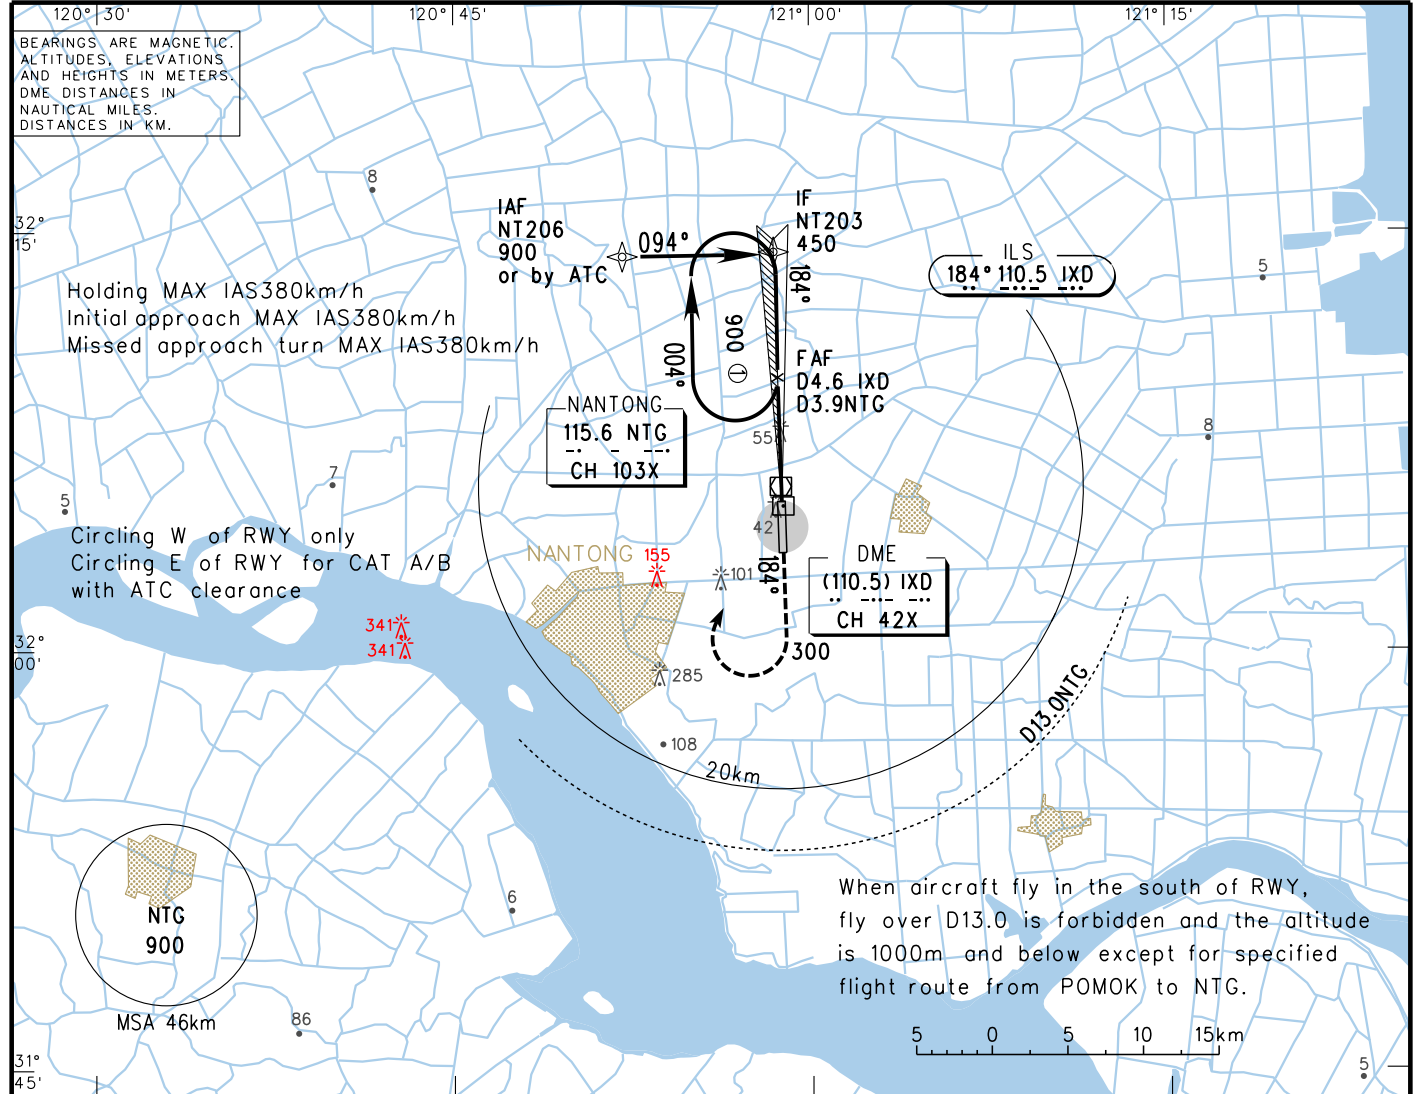 120° 30'
120° 45'
121° 00'
121° 15'
BEARINGS ARE MAGNETIC.
ALTITUDES, ELEVATIONS
AND HEIGHTS IN METERS.
DME DISTANCES IN
NAUTICAL MILES.
DISTANCES IN KM.
8
32°
15'
IAF
NT206
900
or by ATC
094°
IF
NT203
450
184°
ILS
184° 110.5 IXD
5
Holding MAX IAS380km/h
Initial approach MAX IAS380km/h
Missed approach turn MAX IAS380km/h
004°
900 ①
FAF
D4.6 IXD
D3.9NTG
NANTONG
115.6 NTG
CH 103X
55
8
7
5
Circling W of RWY only
Circling E of RWY for CAT A/B
with ATC clearance
NANTONG
155
101
42
184°
DME
(110.5) IXD
CH 42X
341
341
32°
00'
300
285
108
20km
D13.0NTG
NTG
900
MSA 46km
6
86
When aircraft fly in the south of RWY,
fly over D13.0 is forbidden and the altitude
is 1000m and below except for specified
flight route from POMOK to NTG.
5 0 5 10 15km
31°
45'
5